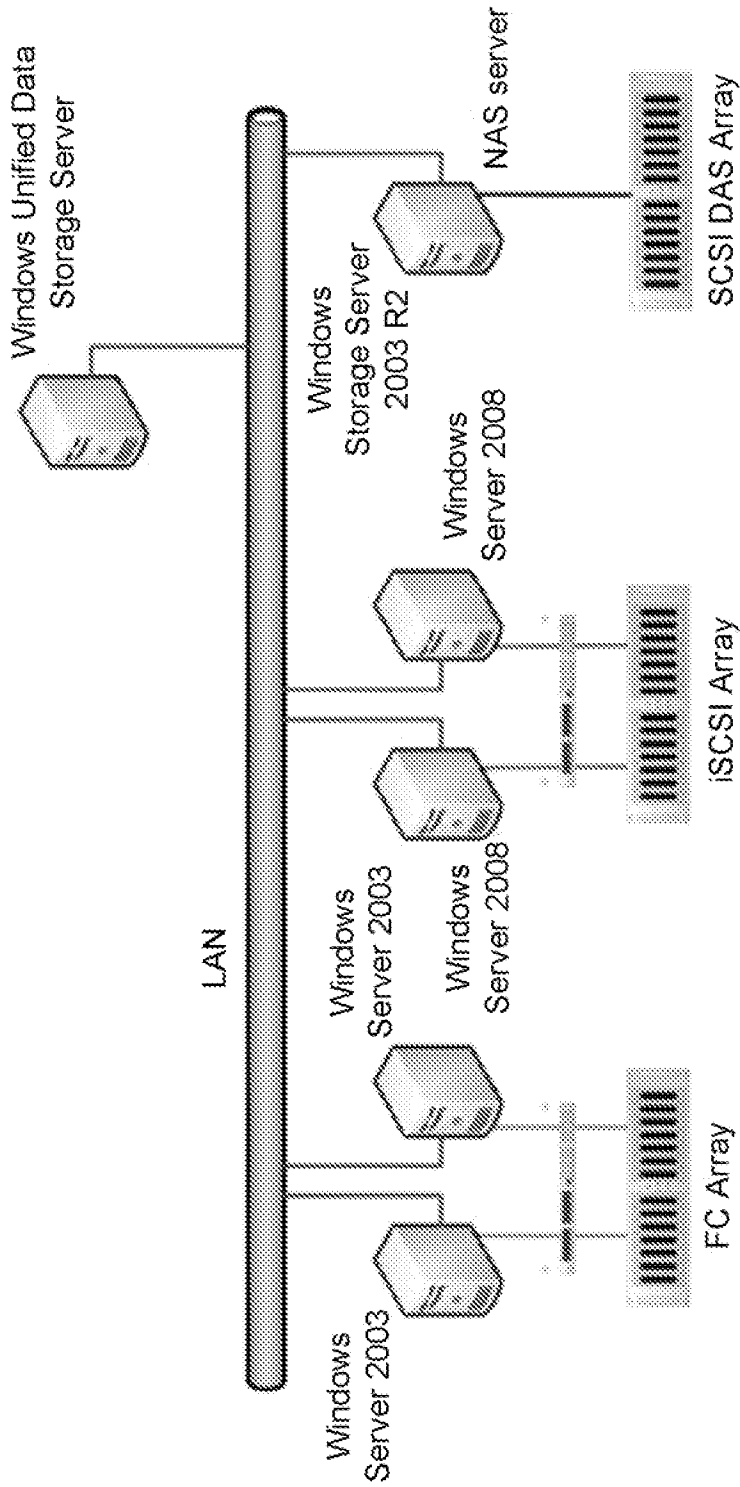 Windows Unified Data
Storage Server
LAN
Windows
Server 2003
Windows
Server 2003
Windows
Server 2008
Windows
Server 2008
Windows
Storage Server
2003 R2
NAS server
FC Array
iSCSI Array
SCSI DAS Array